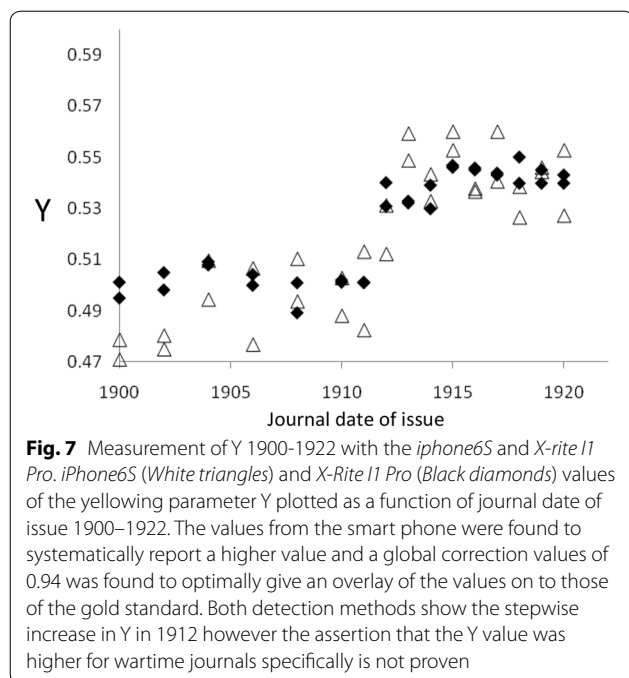 0.59
0.57
0.55
Y
0.53
0.51
0.49
0.47
1900 1905 1910 1915 1920
Journal date of issue
Fig. 7 Measurement of Y 1900-1922 with the iphone6S and X-rite I1
Pro. iPhone6S (White triangles) and X-Rite I1 Pro (Black diamonds) values
of the yellowing parameter Y plotted as a function of journal date of
issue 1900–1922. The values from the smart phone were found to
systematically report a higher value and a global correction values of
0.94 was found to optimally give an overlay of the values on to those
of the gold standard. Both detection methods show the stepwise
increase in Y in 1912 however the assertion that the Y value was
higher for wartime journals specifically is not proven